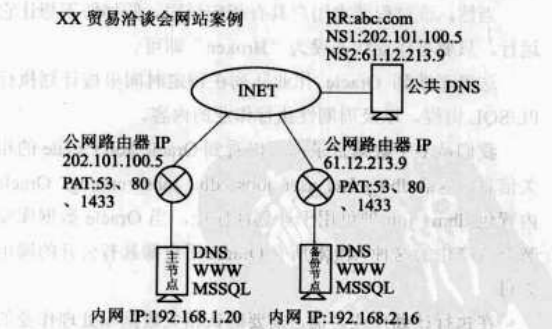 XX 贸易洽谈会网站案例
RR:abc.com
NS1:202.101.100.5
NS2:61.12.213.9
INET
公共 DNS
公网路由器 IP
202.101.100.5
PAT:53、80
、1433
公网路由器 IP
61.12.213.9
PAT:53、80
、1433
主节点
DNS
WWW
MSSQL
备份节点
DNS
WWW
MSSQL
内网 IP:192.168.1.20
内网 IP:192.168.2.16